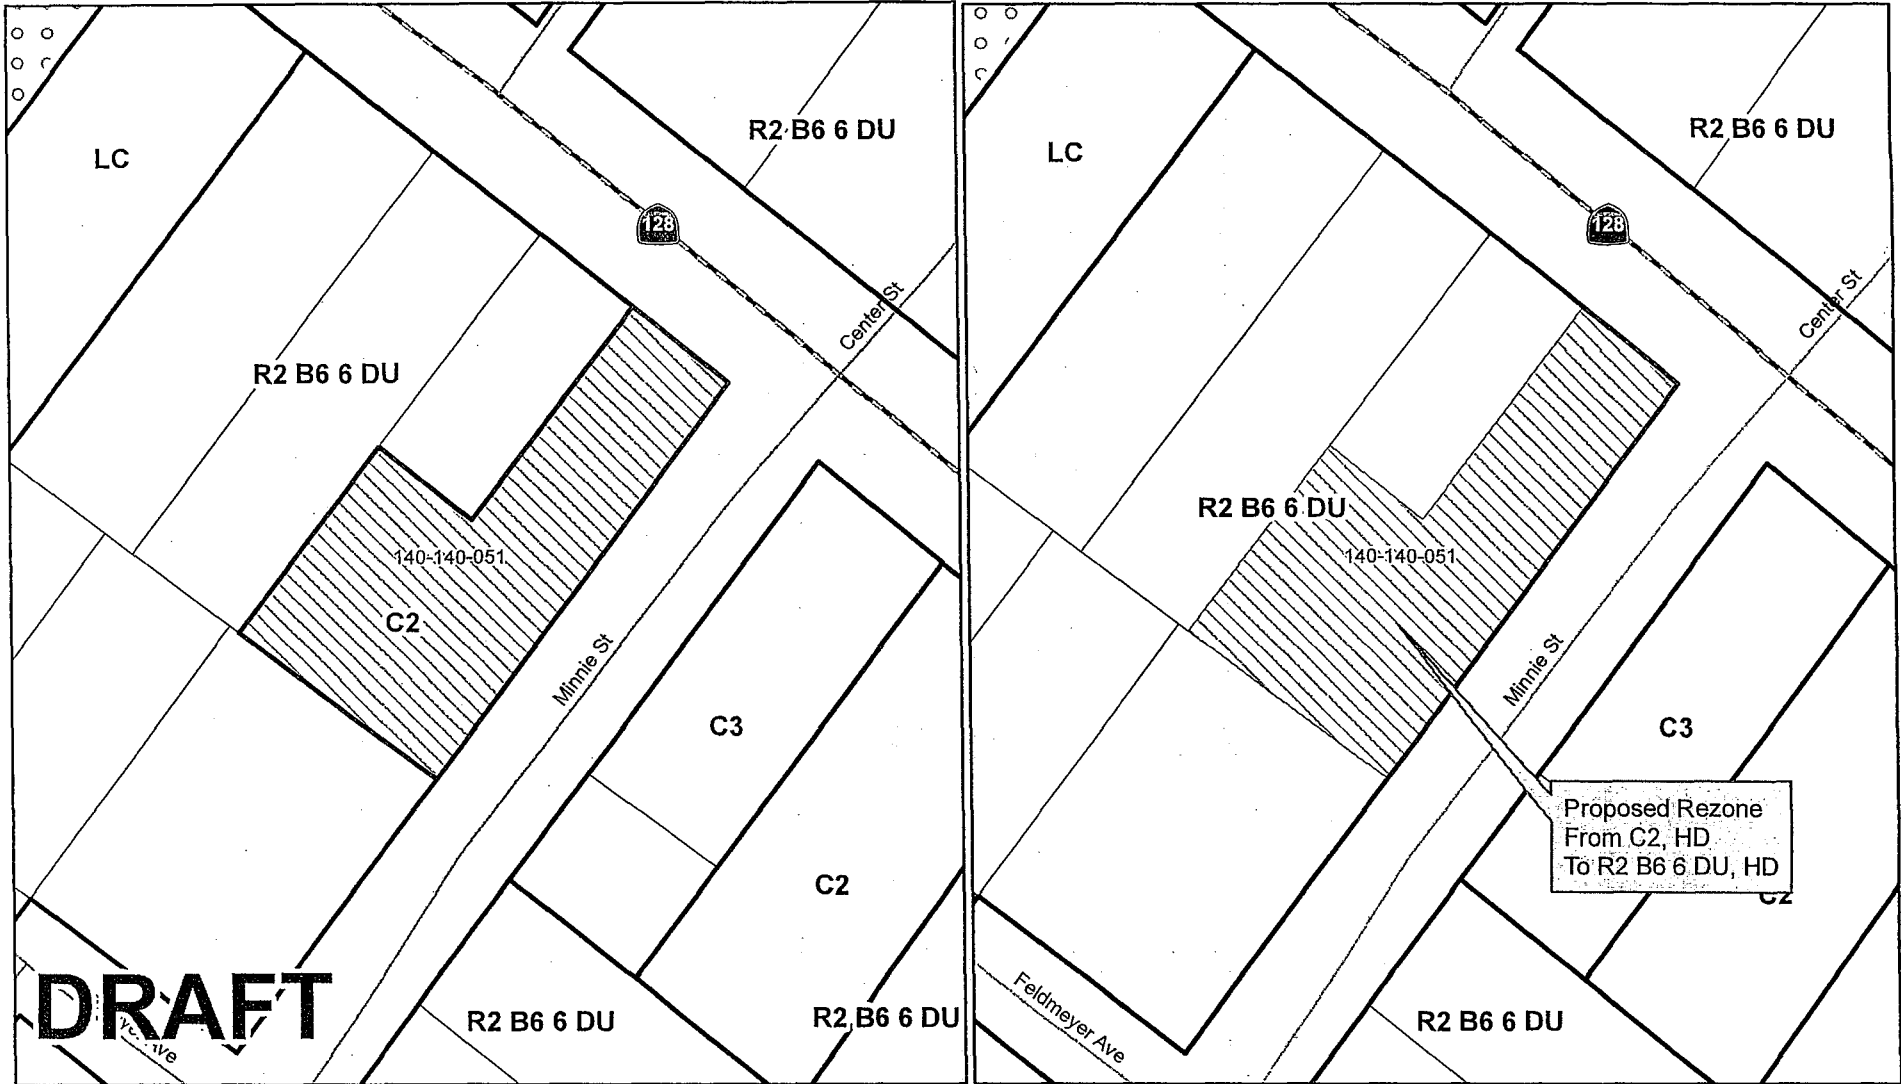 R2 B6 6 DU
LC
128
Center St
R2 B6 6 DU
140-140-051
C2
Minnie St
C3
C2
DRAFT
Ave
R2 B6 6 DU
R2 B6 6 DU
R2 B6 6 DU
LC
128
Center St
R2 B6 6 DU
140-140-051
Minnie St
C3
Proposed Rezone
From C2, HD
To R2 B6 6 DU, HD
C2
Feldmeyer Ave
R2 B6 6 DU